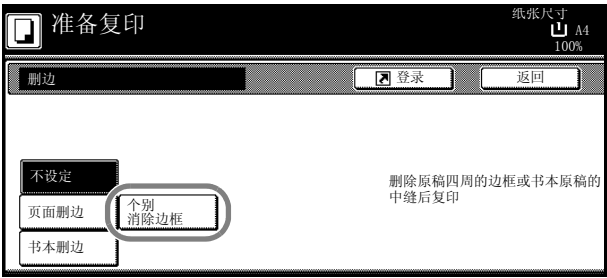 准备复印
纸张尺寸
A4
100%
删边
登录
返回
不设定
页面删边
书本删边
个别
消除边框
删除原稿四周的边框或书本原稿的
中缝后复印